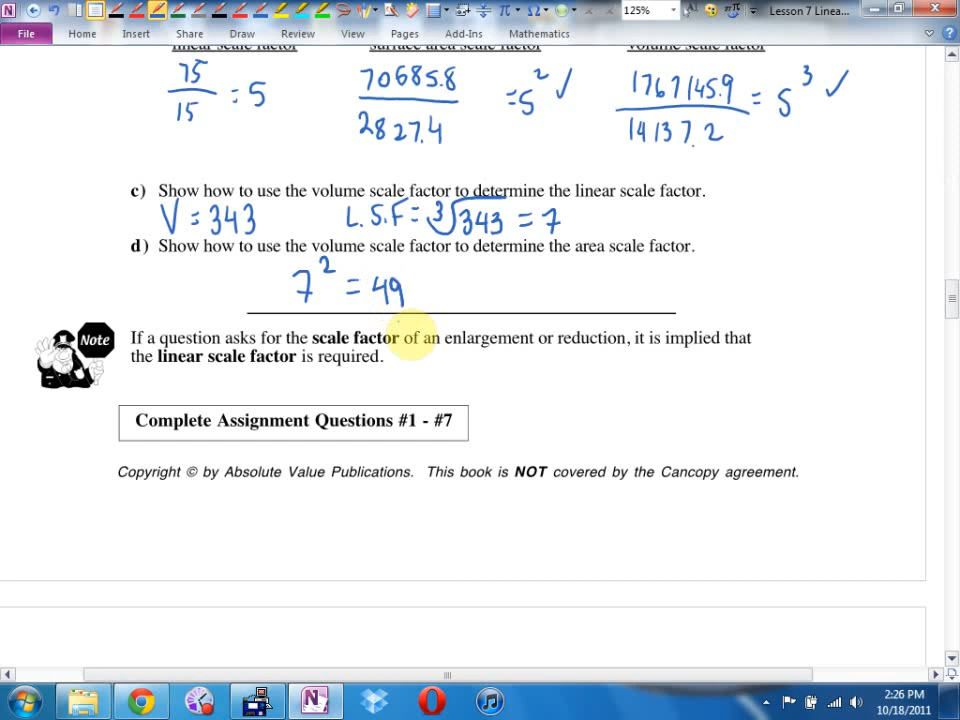 125%
Lesson 7 Linea...
File Home Insert Share Draw Review View Pages Add-Ins Mathematics
linear scale factor surface area scale factor volume scale factor
75/15 = 5 70685.8/2827.4 = 5² ✓ 1767145.9/14137.2 = 5³ ✓
c) Show how to use the volume scale factor to determine the linear scale factor.
V = 343 L.S.F = ³√343 = 7
d) Show how to use the volume scale factor to determine the area scale factor.
7² = 49
Note
If a question asks for the scale factor of an enlargement or reduction, it is implied that
the linear scale factor is required.
Complete Assignment Questions #1 - #7
Copyright © by Absolute Value Publications. This book is NOT covered by the Cancopy agreement.
2:26 PM
10/18/2011